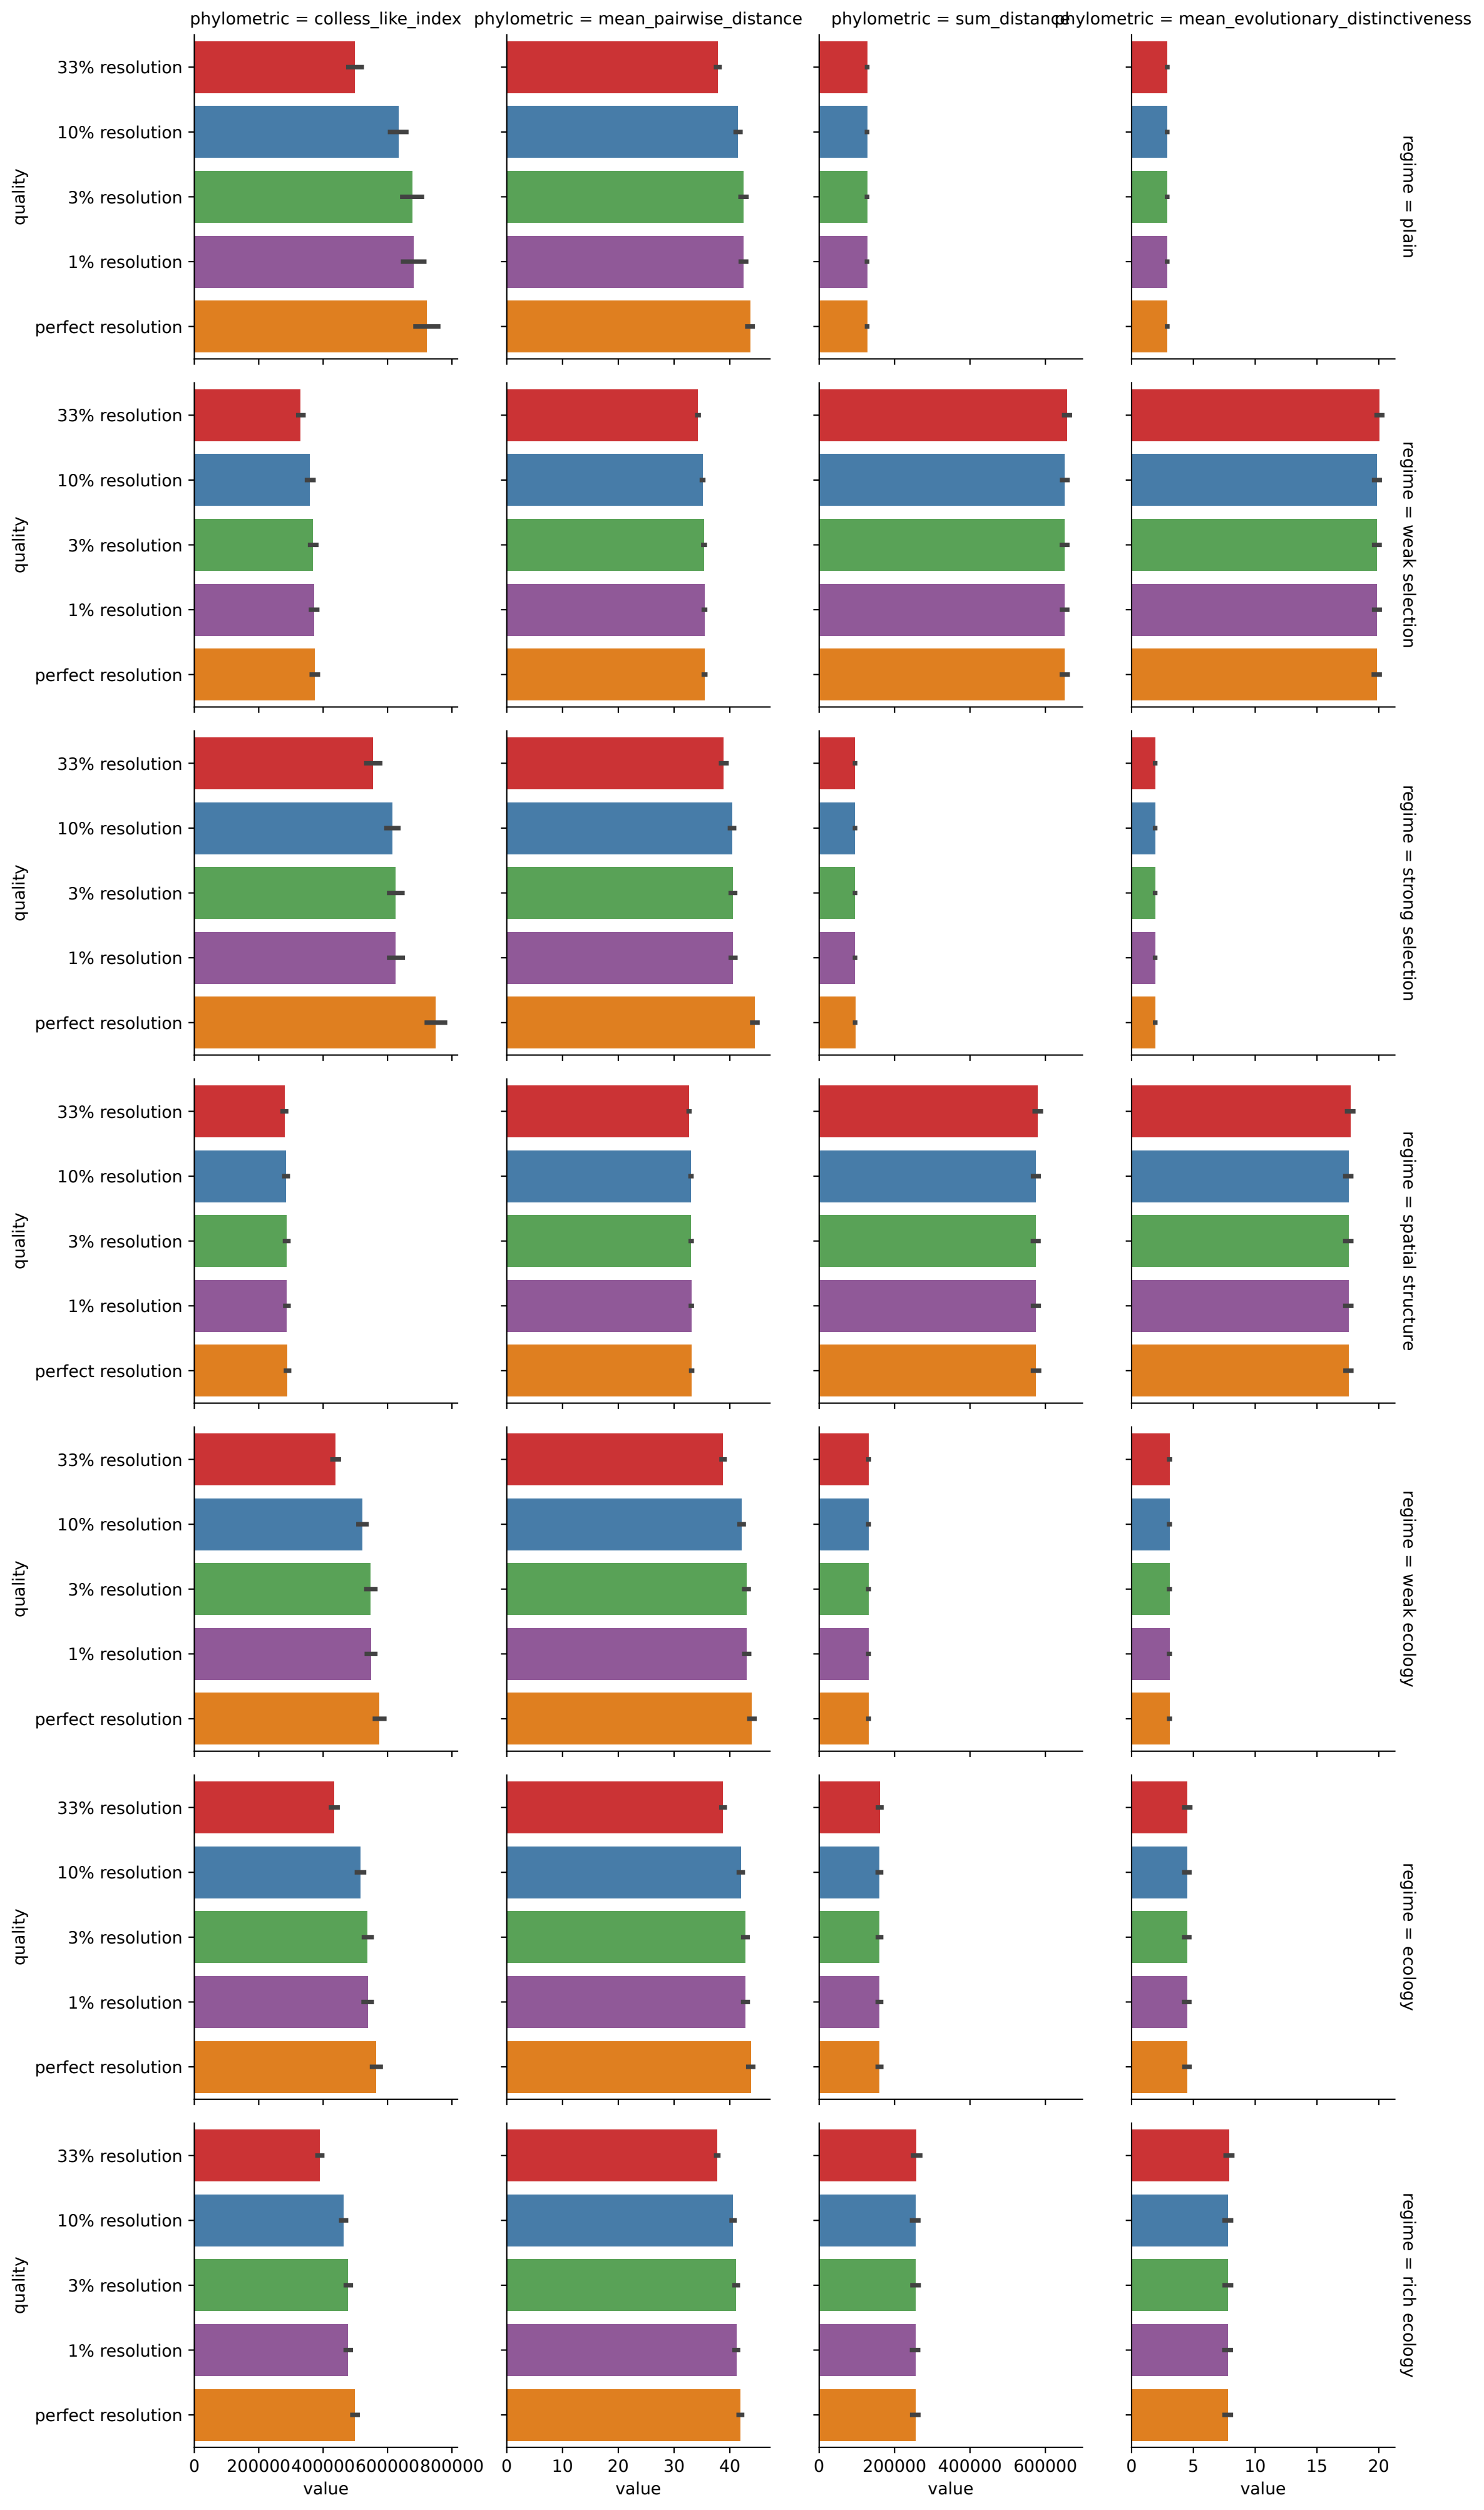 phylometric = colless_like_index
phylometric = mean_pairwise_distance
phylometric = sum_distance
phylometric = mean_evolutionary_distinctiveness
33% resolution
10% resolution
3% resolution
1% resolution
perfect resolution
quality
regime = plain
33% resolution
10% resolution
3% resolution
1% resolution
perfect resolution
quality
regime = weak selection
33% resolution
10% resolution
3% resolution
1% resolution
perfect resolution
quality
regime = strong selection
33% resolution
10% resolution
3% resolution
1% resolution
perfect resolution
quality
regime = spatial structure
33% resolution
10% resolution
3% resolution
1% resolution
perfect resolution
quality
regime = weak ecology
33% resolution
10% resolution
3% resolution
1% resolution
perfect resolution
quality
regime = ecology
33% resolution
10% resolution
3% resolution
1% resolution
perfect resolution
quality
regime = rich ecology
0 200000 400000 600000 800000
value
0 10 20 30 40
value
0 200000 400000 600000
value
0 5 10 15 20
value